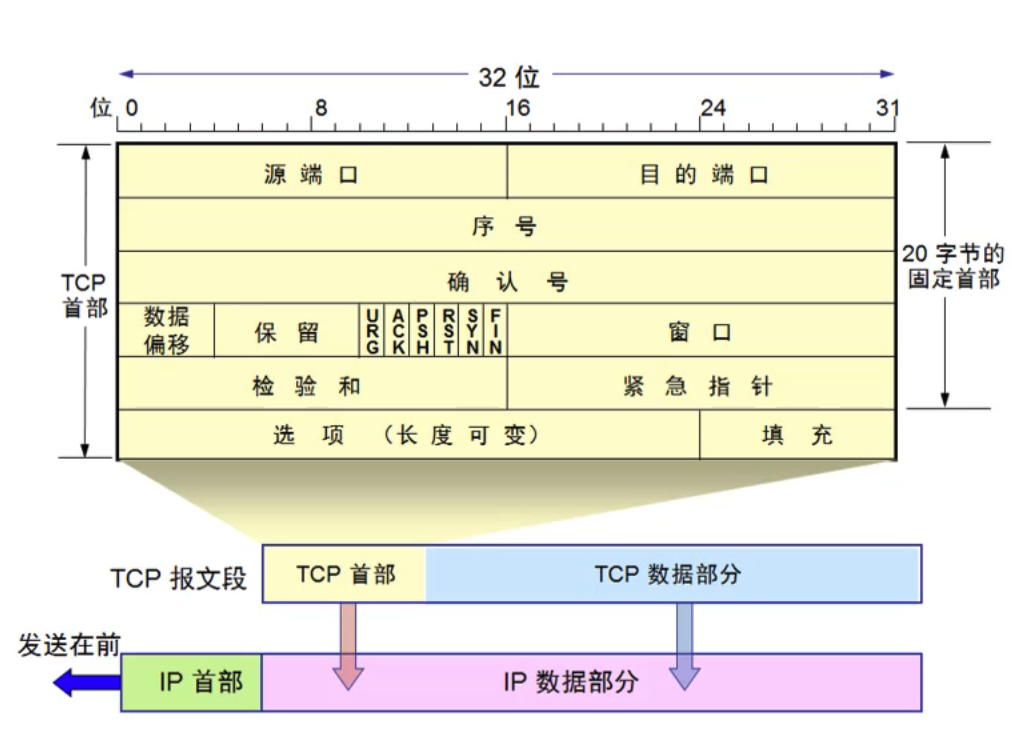 32 位
位 0 8 16 24 31
源 端 口 目 的 端 口
序 号
确 认 号
TCP
首部
20 字节的
固定首部
数据
偏移
保 留
URG
ACK
PSH
RST
SYN
FIN
窗 口
检 验 和 紧 急 指 针
选 项 （长 度 可 变） 填 充
TCP 报文段 TCP 首部 TCP 数据部分
发送在前
IP 首部 IP 数据部分